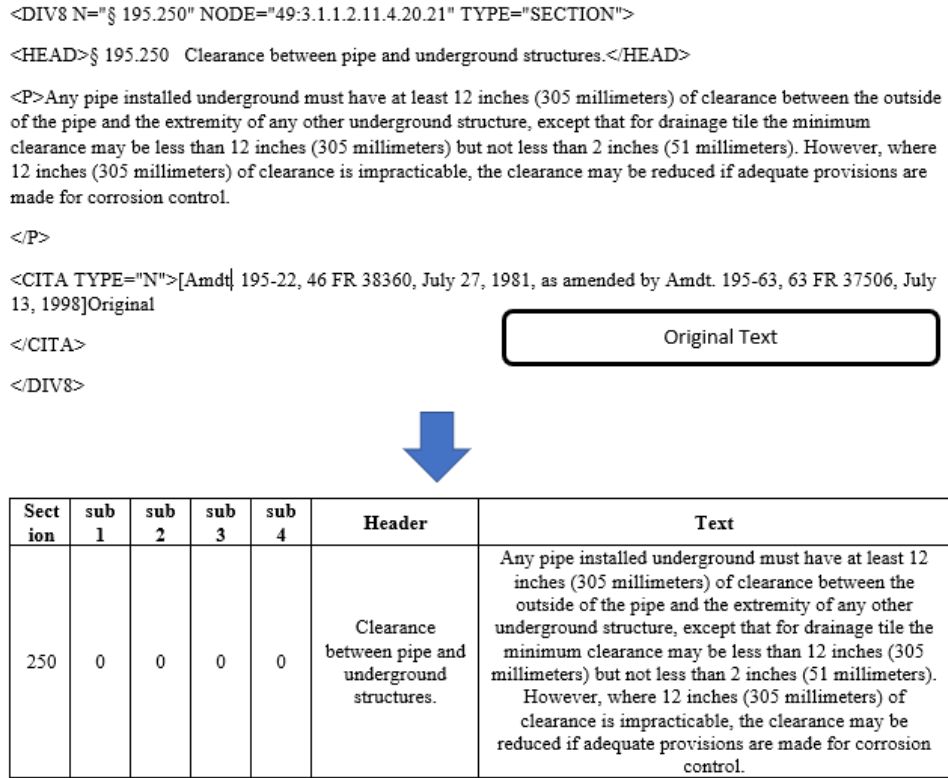 <DIV8 N="§ 195.250" NODE="49:3.1.1.2.11.4.20.21" TYPE="SECTION">
<HEAD>§ 195.250   Clearance between pipe and underground structures.</HEAD>
<P>Any pipe installed underground must have at least 12 inches (305 millimeters) of clearance between the outside
of the pipe and the extremity of any other underground structure, except that for drainage tile the minimum
clearance may be less than 12 inches (305 millimeters) but not less than 2 inches (51 millimeters). However, where
12 inches (305 millimeters) of clearance is impracticable, the clearance may be reduced if adequate provisions are
made for corrosion control.
</P>
<CITA TYPE="N">[Amdt 195-22, 46 FR 38360, July 27, 1981, as amended by Amdt. 195-63, 63 FR 37506, July
13, 1998]Original
Original Text
</CITA>
</DIV8>
Sect
ion
sub
1
sub
2
sub
3
sub
4
Header
Text
250
0
0
0
0
Clearance
between pipe and
underground
structures.
Any pipe installed underground must have at least 12
inches (305 millimeters) of clearance between the
outside of the pipe and the extremity of any other
underground structure, except that for drainage tile the
minimum clearance may be less than 12 inches (305
millimeters) but not less than 2 inches (51 millimeters).
However, where 12 inches (305 millimeters) of
clearance is impracticable, the clearance may be
reduced if adequate provisions are made for corrosion
control.